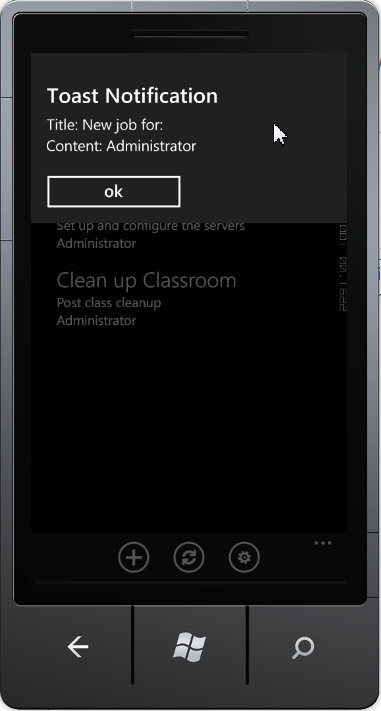 Toast Notification
Title: New job for:
Content: Administrator
ok
Set up and configure the servers
Administrator
Clean up Classroom
Post class cleanup
Administrator